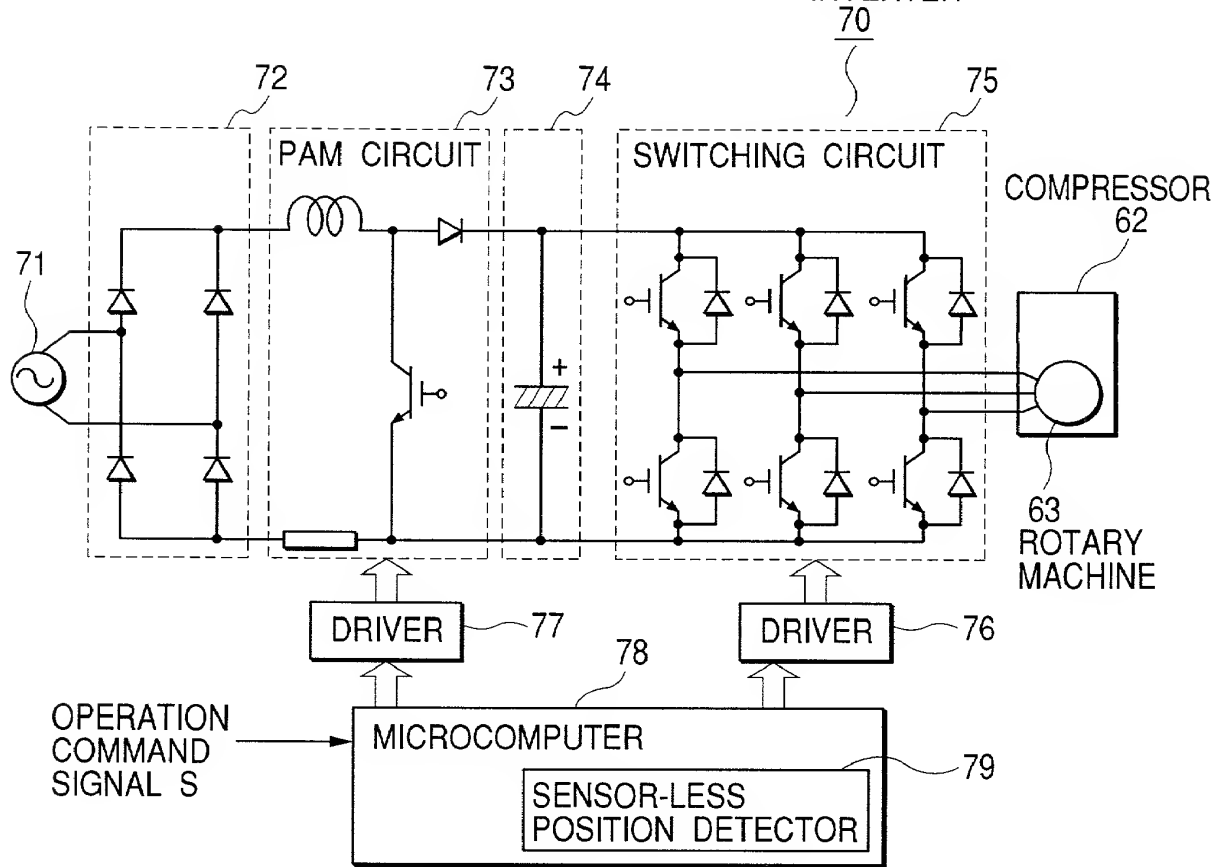 70
72
73
74
75
PAM CIRCUIT
SWITCHING CIRCUIT
COMPRESSOR
62
71
+
−
63
ROTARY
MACHINE
DRIVER
77
DRIVER
76
78
OPERATION
COMMAND
SIGNAL S
MICROCOMPUTER
79
SENSOR-LESS
POSITION DETECTOR